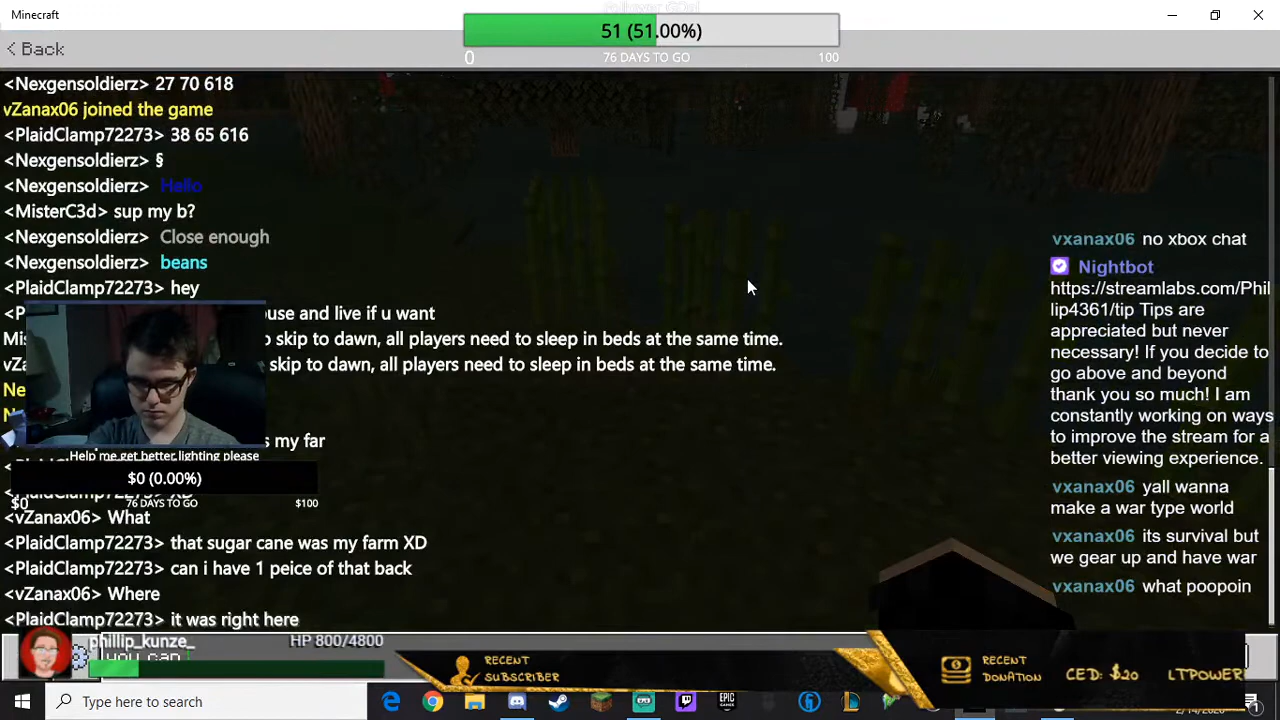 Minecraft
51 (51.00%)
0
76 DAYS TO GO
100
Back
<Nexgensoldierz> 27 70 618
vZanax06 joined the game
<PlaidClamp72273> 38 65 616
<Nexgensoldierz> §
<Nexgensoldierz> Hello
<MisterC3d> sup my b?
<Nexgensoldierz> Close enough
<Nexgensoldierz> beans
<PlaidClamp72273> hey
use and live if u want
skip to dawn, all players need to sleep in beds at the same time.
skip to dawn, all players need to sleep in beds at the same time.
s my far
XD
<vZanax06> What
<PlaidClamp72273> that sugar cane was my farm XD
<PlaidClamp72273> can i have 1 peice of that back
<vZanax06> Where
<PlaidClamp72273> it was right here
you can
Help me get better lighting please
$0 (0.00%)
$0
76 DAYS TO GO
$100
phillip_kunze_
HP 800/4800
RECENT
SUBSCRIBER
RECENT
DONATION
CED: $20
LTPOWER
vxanax06 no xbox chat
Nightbot
https://streamlabs.com/Phil
lip4361/tip Tips are
appreciated but never
necessary! If you decide to
go above and beyond
thank you so much! I am
constantly working on ways
to improve the stream for a
better viewing experience.
vxanax06 yall wanna
make a war type world
vxanax06 its survival but
we gear up and have war
vxanax06 what poopoin
Type here to search
EPIC
GAMES